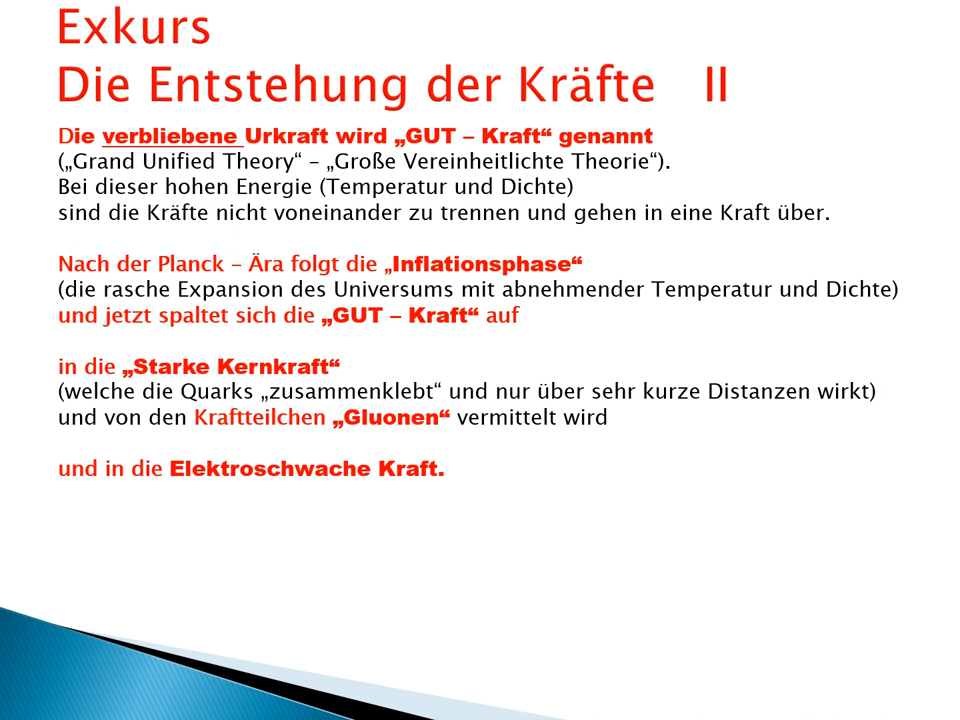 Exkurs
Die Entstehung der Kräfte II
Die verbliebene Urkraft wird „GUT – Kraft“ genannt
(„Grand Unified Theory“ – „Große Vereinheitlichte Theorie“).
Bei dieser hohen Energie (Temperatur und Dichte)
sind die Kräfte nicht voneinander zu trennen und gehen in eine Kraft über.
Nach der Planck – Ära folgt die „Inflationsphase“
(die rasche Expansion des Universums mit abnehmender Temperatur und Dichte)
und jetzt spaltet sich die „GUT – Kraft“ auf
in die „Starke Kernkraft“
(welche die Quarks „zusammenklebt“ und nur über sehr kurze Distanzen wirkt)
und von den Kraftteilchen „Gluonen“ vermittelt wird
und in die Elektroschwache Kraft.